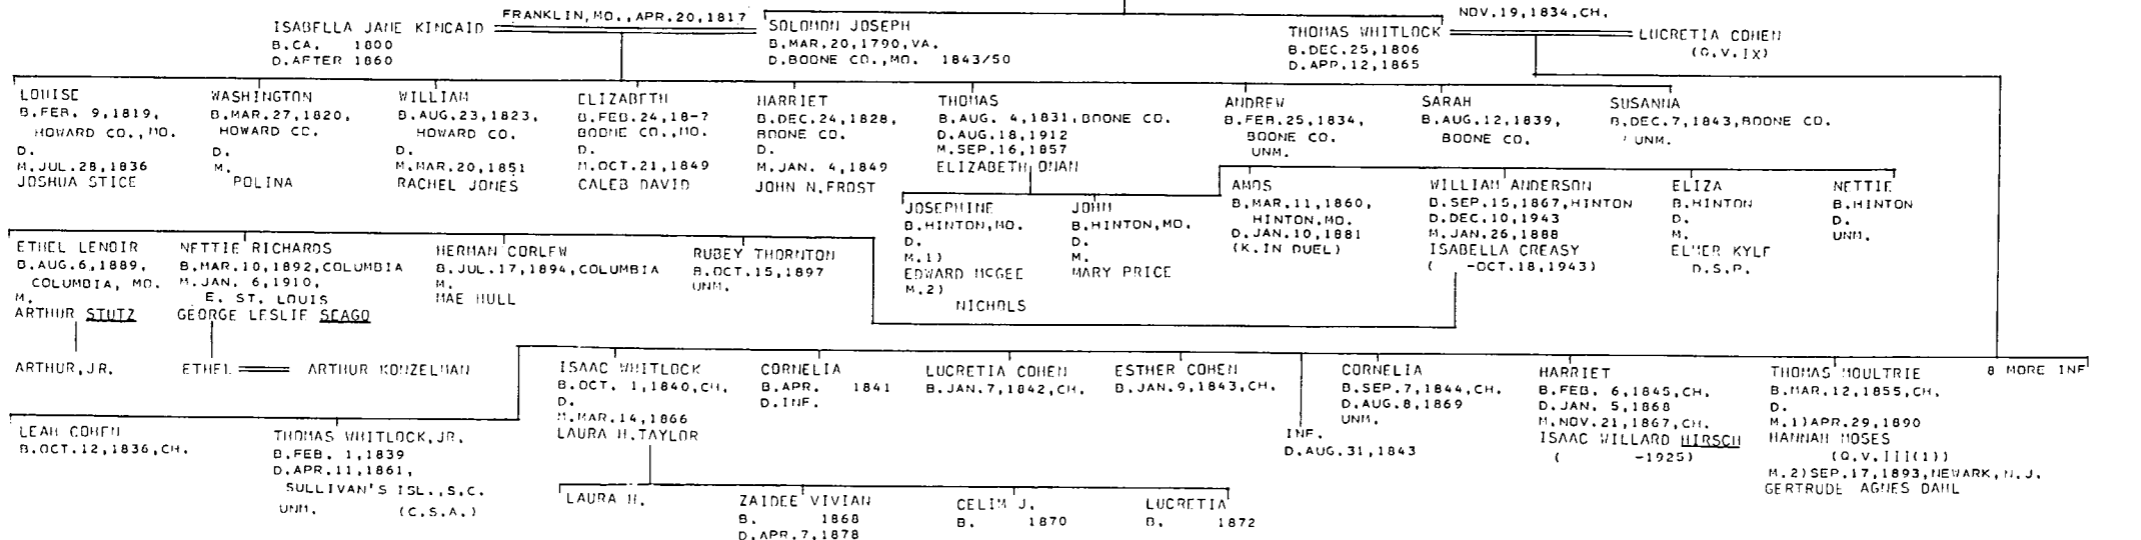 FRANKLIN, MO., APR.20,1817
NOV.19,1834,CH.
ISABELLA JANE KINCAID
B.CA. 1800
D.AFTER 1860
SOLOMON JOSEPH
B.MAR.20,1790,VA.
D.BOONE CO.,MO. 1843/50
THOMAS WHITLOCK
B.DEC.25,1806
D.APR.12,1865
LUCRETIA COHEN
(Q.V.IX)
LOUISE
B.FEB. 9,1819,
HOWARD CO.,MO.
D.
M.JUL.28,1836
JOSHUA STICE
WASHINGTON
B.MAR.27,1820,
HOWARD CO.
D.
M.
POLINA
WILLIAM
B.AUG.23,1823,
HOWARD CO.
D.
M.MAR.20,1851
RACHEL JONES
ELIZABETH
B.FEB.24,18-?
BOONE CO.,MO.
D.
M.OCT.21,1849
CALEB DAVID
HARRIET
B.DEC.24,1828,
BOONE CO.
D.
M.JAN. 4,1849
JOHN N.FROST
THOMAS
B.AUG. 4,1831,BOONE CO.
D.AUG.18,1912
M.SEP.16,1857
ELIZABETH ONAN
ANDREW
B.FEB.25,1834,
BOONE CO.
UNM.
SARAH
B.AUG.12,1839,
BOONE CO.
SUSANNA
B.DEC.7,1843,BOONE CO.
UNM.
JOSEPHINE
B.HINTON,MO.
D.
M.1)
EDWARD MCGEE
M.2)
NICHOLS
JOHN
B.HINTON,MO.
D.
M.
MARY PRICE
AMOS
B.MAR.11,1860,
HINTON,MO.
D.JAN.10,1881
(K.IN DUEL)
WILLIAM ANDERSON
B.SEP.15,1867,HINTON
D.DEC.10,1943
M.JAN.26,1888
ISABELLA CREASY
( -OCT.18,1943)
ELIZA
B.HINTON
D.
M.
ELMER KYLE
D.S.P.
NETTIE
B.HINTON
D.
UNM.
ETHEL LENOIR
B.AUG.6,1889,
COLUMBIA, MO.
M.
ARTHUR STUTZ
NETTIE RICHARDS
B.MAR.10,1892,COLUMBIA
M.JAN. 6,1910,
E. ST. LOUIS
GEORGE LESLIE SEAGO
HERMAN CORLEW
B.JUL.17,1894,COLUMBIA
M.
MAE HULL
RUBEY THORNTON
B.OCT.15,1897
UNM.
ARTHUR,JR.
ETHEL
ARTHUR KONZELMAN
8 MORE INF
LEAH COHEN
B.OCT.12,1836,CH.
THOMAS WHITLOCK,JR.
B.FEB. 1,1839
D.APR.11,1861,
SULLIVAN'S ISL.,S.C.
UNM. (C.S.A.)
ISAAC WHITLOCK
B.OCT. 1,1840,CH.
D.
M.MAR.14,1866
LAURA H.TAYLOR
CORNELIA
B.APR. 1841
D.INF.
LUCRETIA COHEN
B.JAN.7,1842,CH.
ESTHER COHEN
B.JAN.9,1843,CH.
INF.
D.AUG.31,1843
CORNELIA
B.SEP.7,1844,CH.
D.AUG.8,1869
UNM.
HARRIET
B.FEB. 6,1845,CH.
D.JAN. 5,1868
M.NOV.21,1867,CH.
ISAAC WILLARD HIRSCH
( -1925)
THOMAS MOULTRIE
B.MAR.12,1855,CH.
D.
M.1)APR.29,1890
HANNAH MOSES
(Q.V.III(1))
M.2)SEP.17,1893,NEWARK,N.J.
GERTRUDE AGNES DAHL
LAURA H.
ZAIDEE VIVIAN
B. 1868
D.APR.7,1878
CELIM J.
B. 1870
LUCRETIA
B. 1872